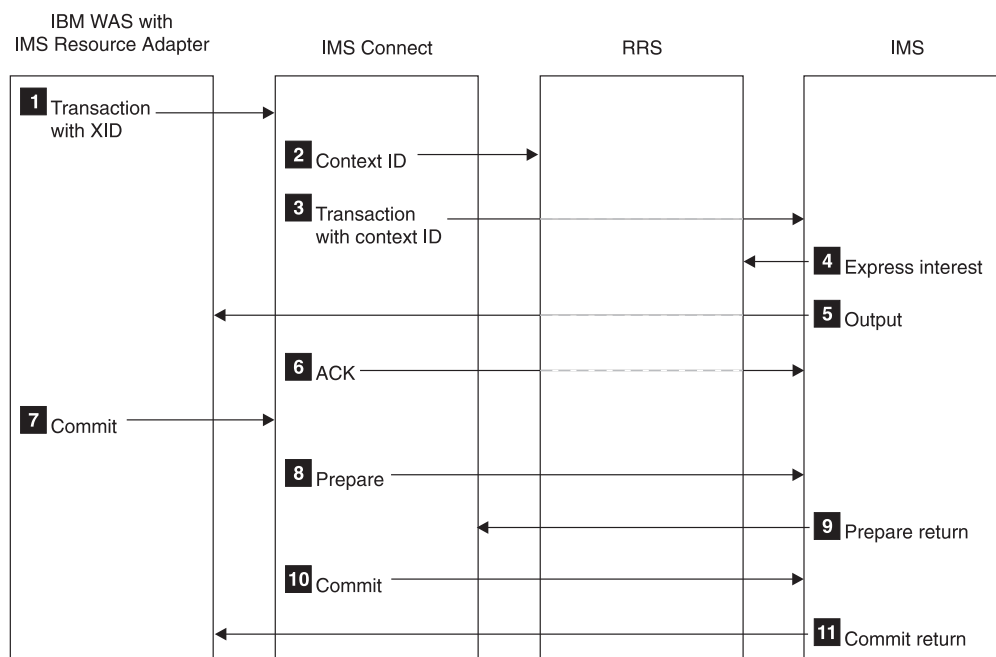 IBM WAS with
IMS Resource Adapter
IMS Connect
RRS
IMS
1 Transaction
with XID
2 Context ID
3 Transaction
with context ID
4 Express interest
5 Output
6 ACK
7 Commit
8 Prepare
9 Prepare return
10 Commit
11 Commit return